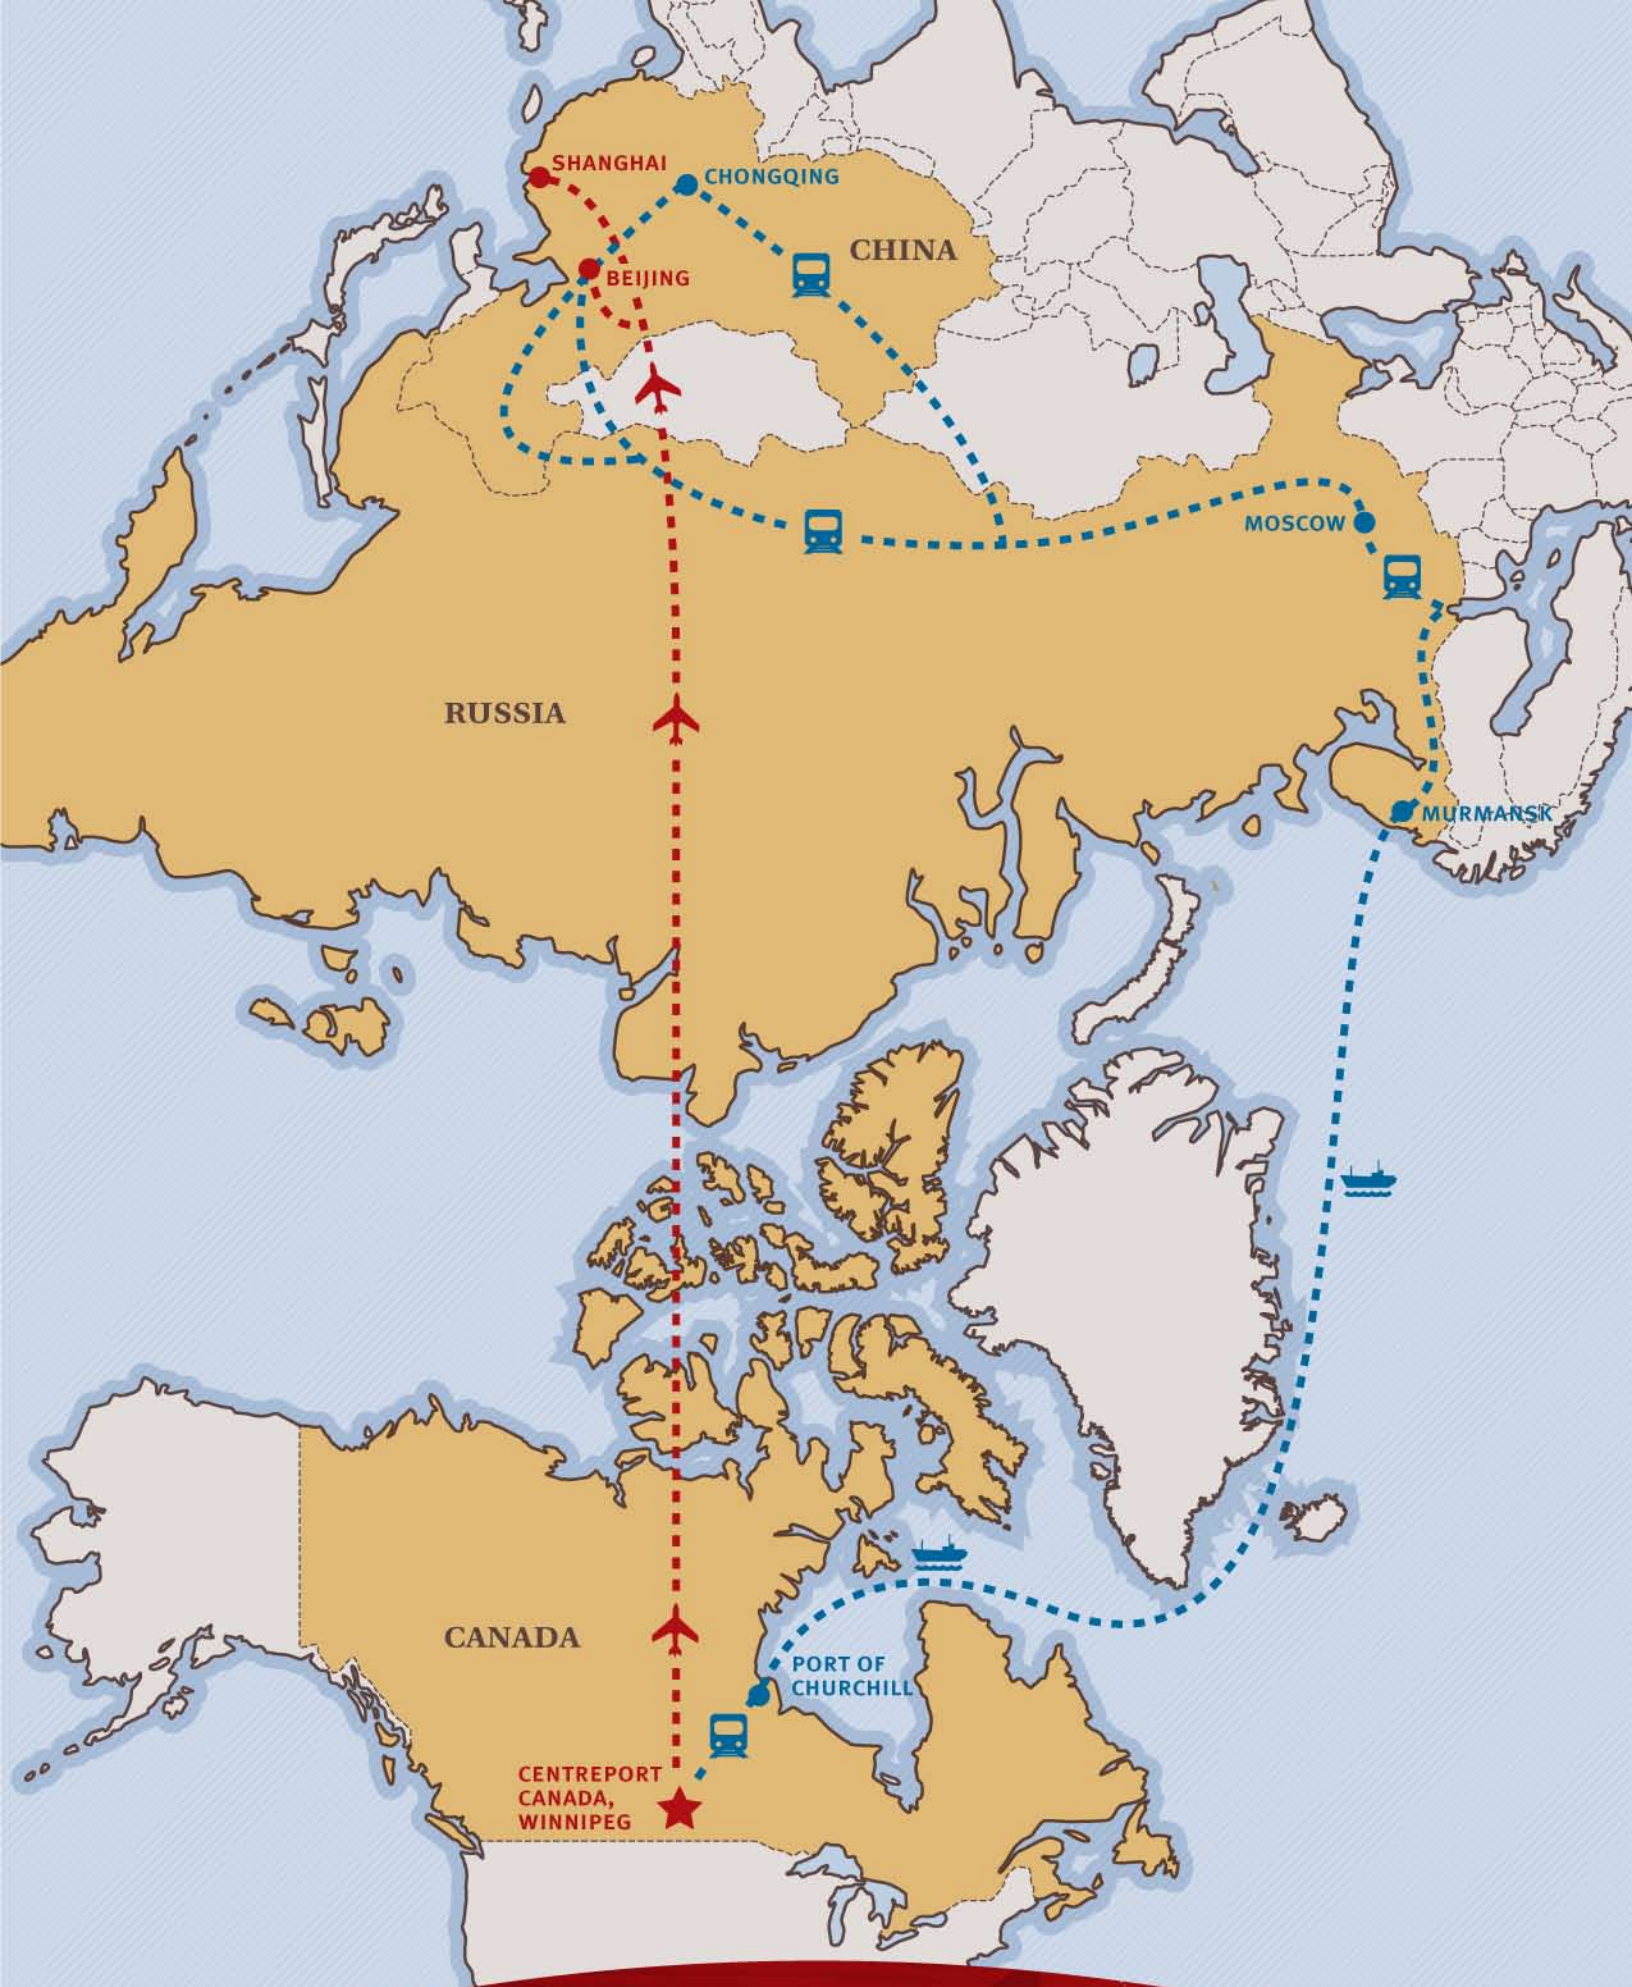 SHANGHAI
CHONGQING
CHINA
BEIJING
MOSCOW
RUSSIA
MURMANSK
CANADA
PORT OF
CHURCHILL
CENTREPORT
CANADA,
WINNIPEG